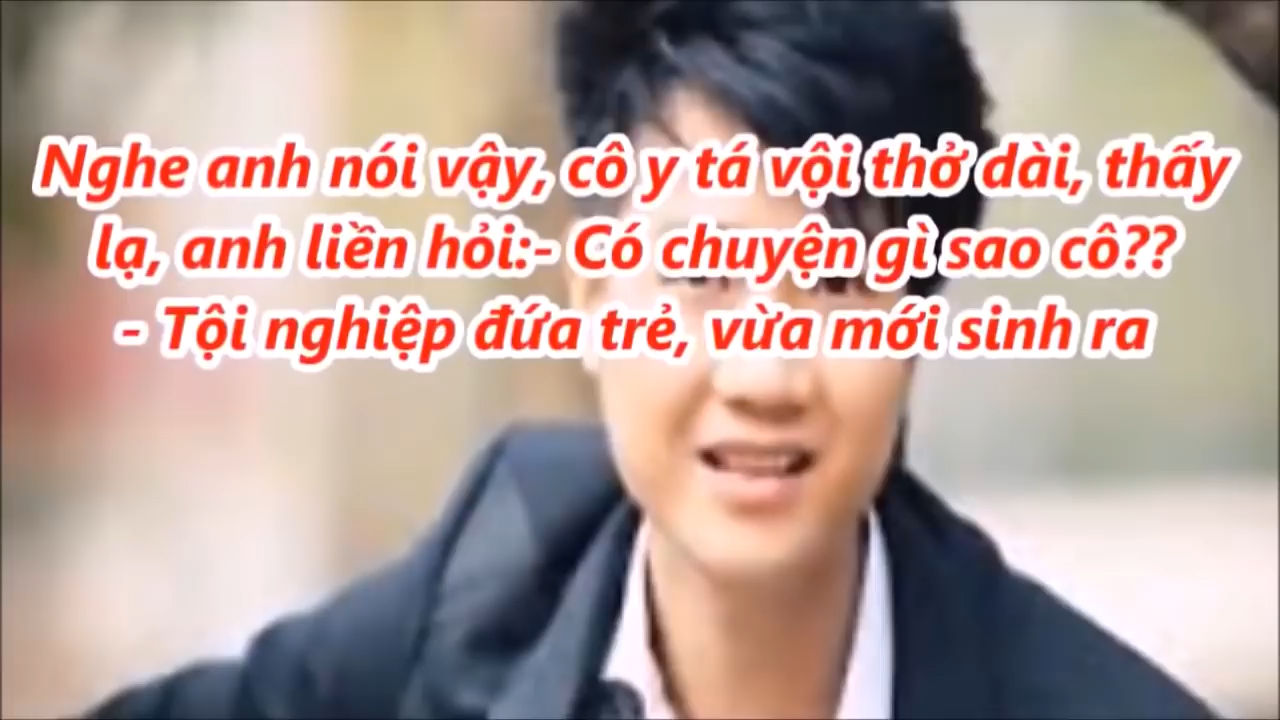 Nghe anh nói vậy, cô y tá vội thở dài, thấy
lạ, anh liền hỏi:- Có chuyện gì sao cô??
- Tội nghiệp đứa trẻ, vừa mới sinh ra